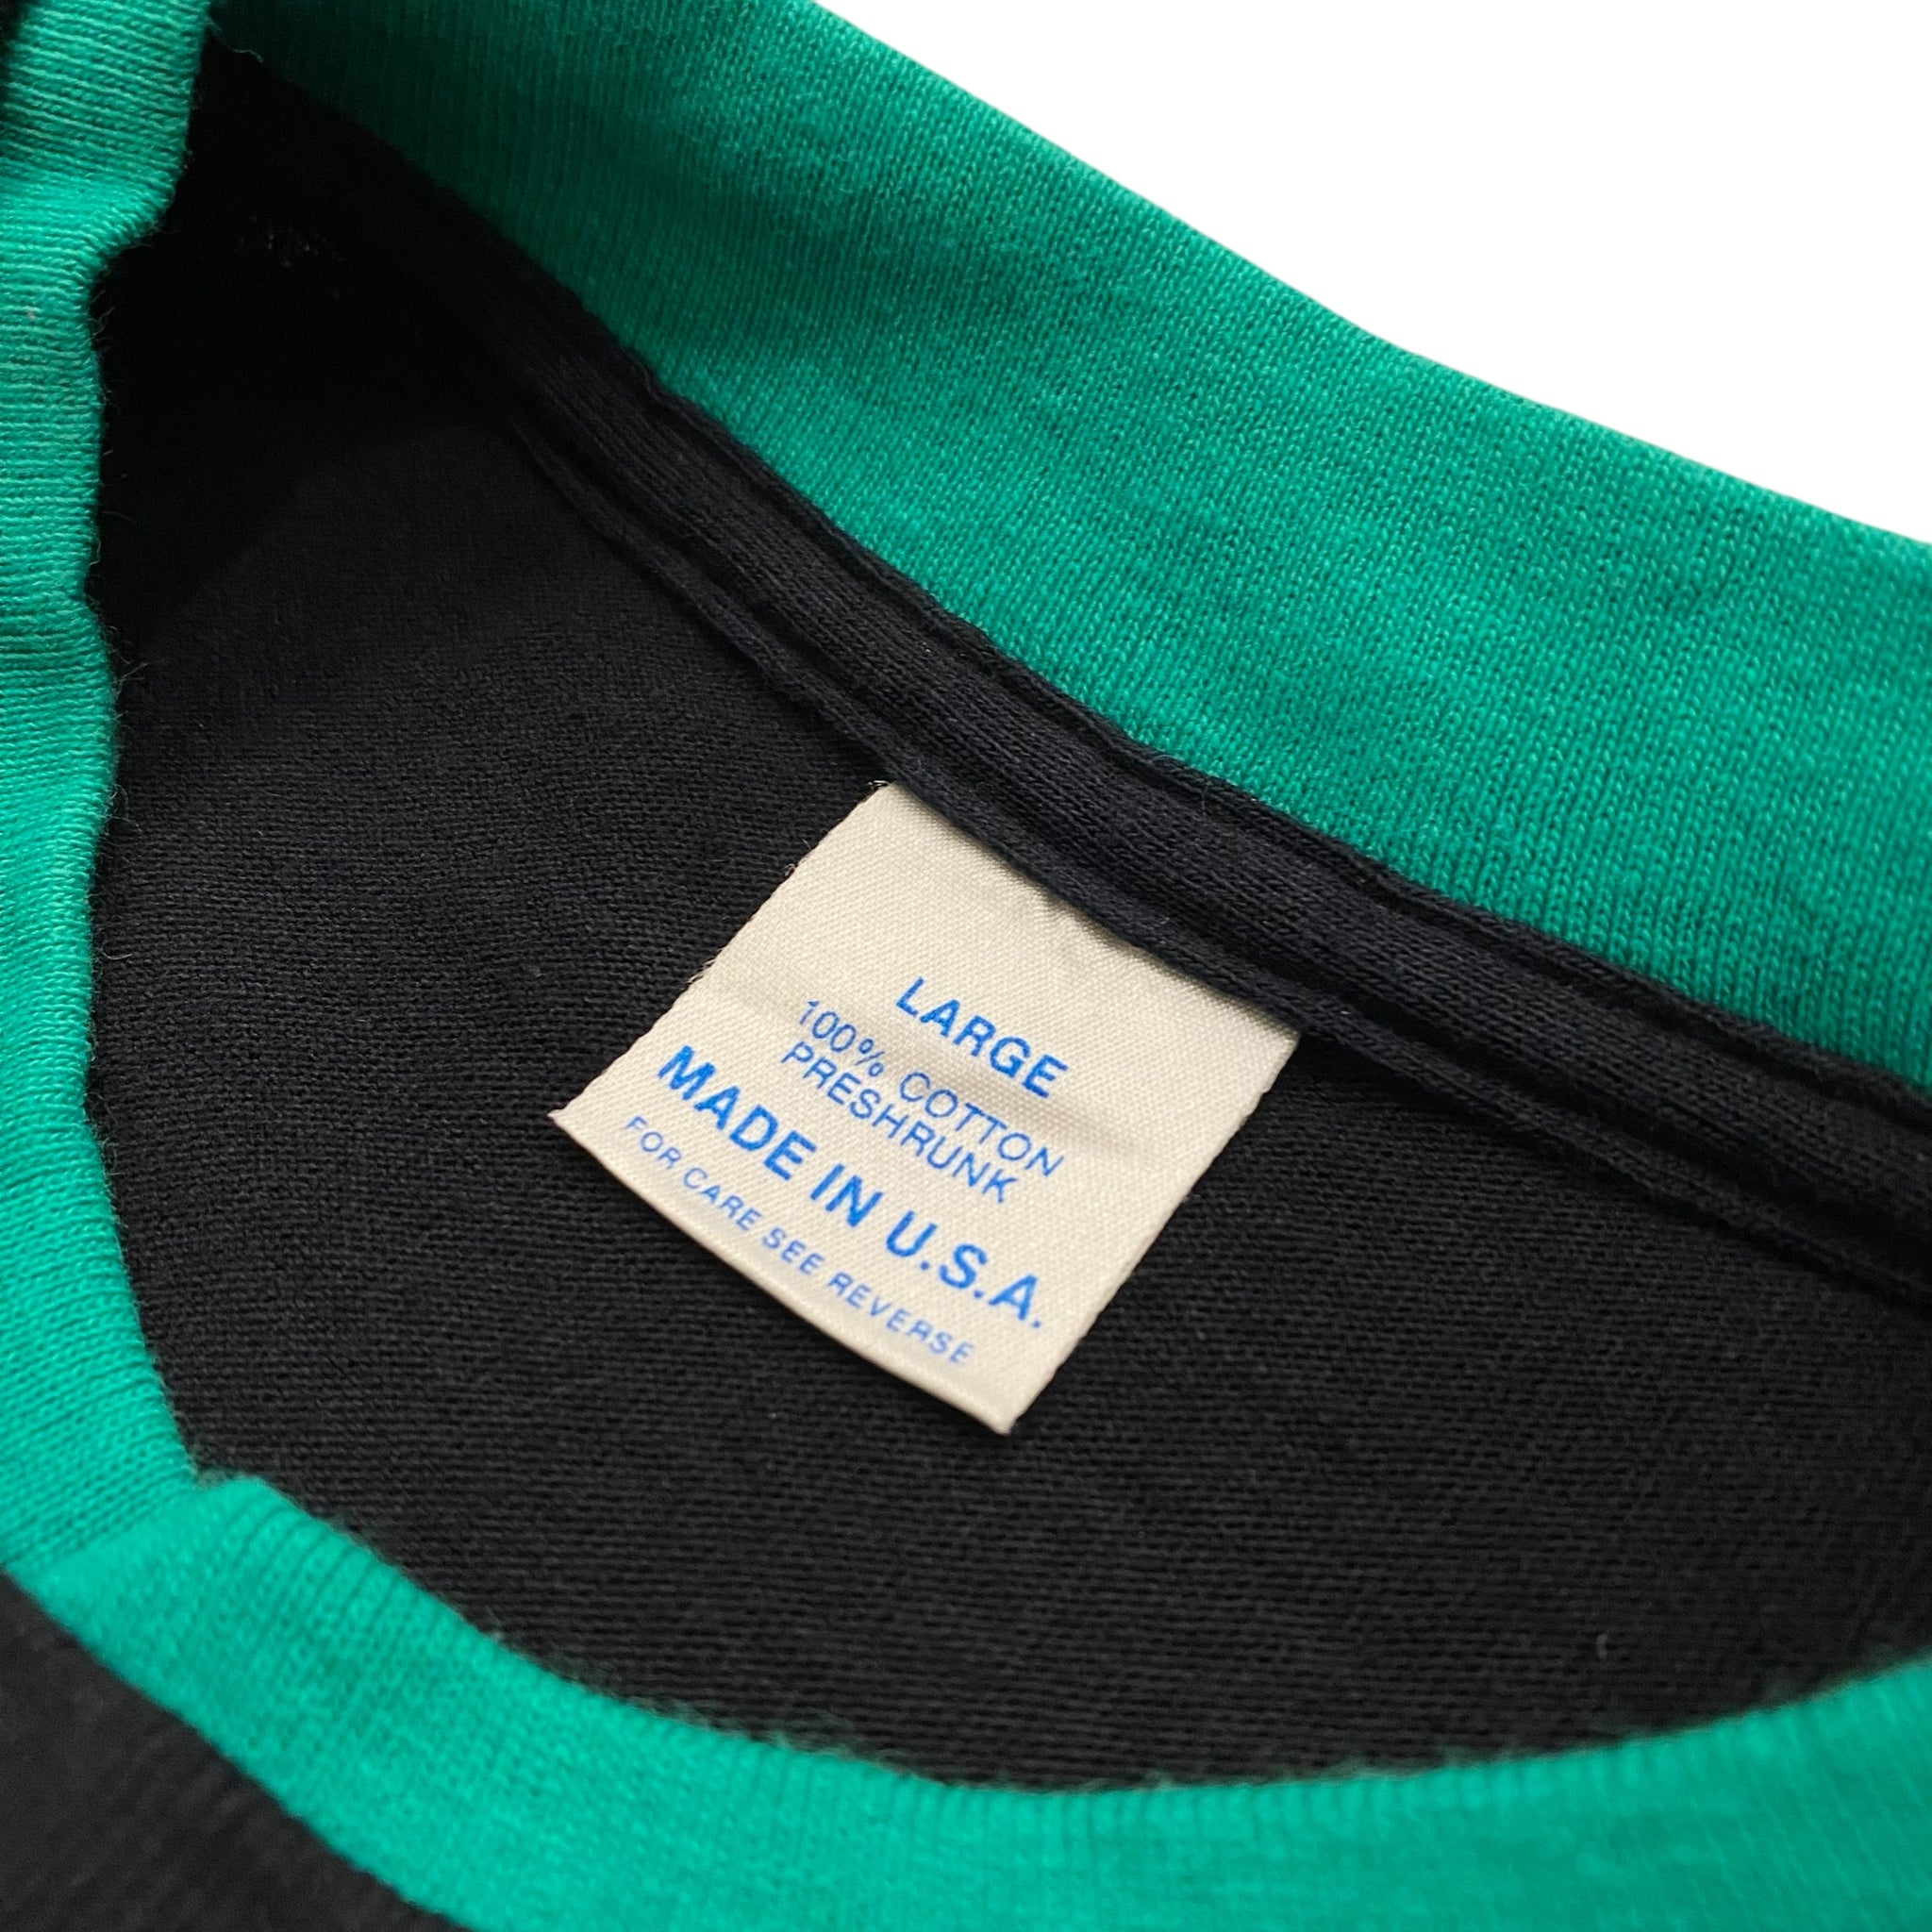 LARGE
100% COTTON
PRESHRUNK
MADE IN U.S.A.
FOR CARE SEE REVERSE